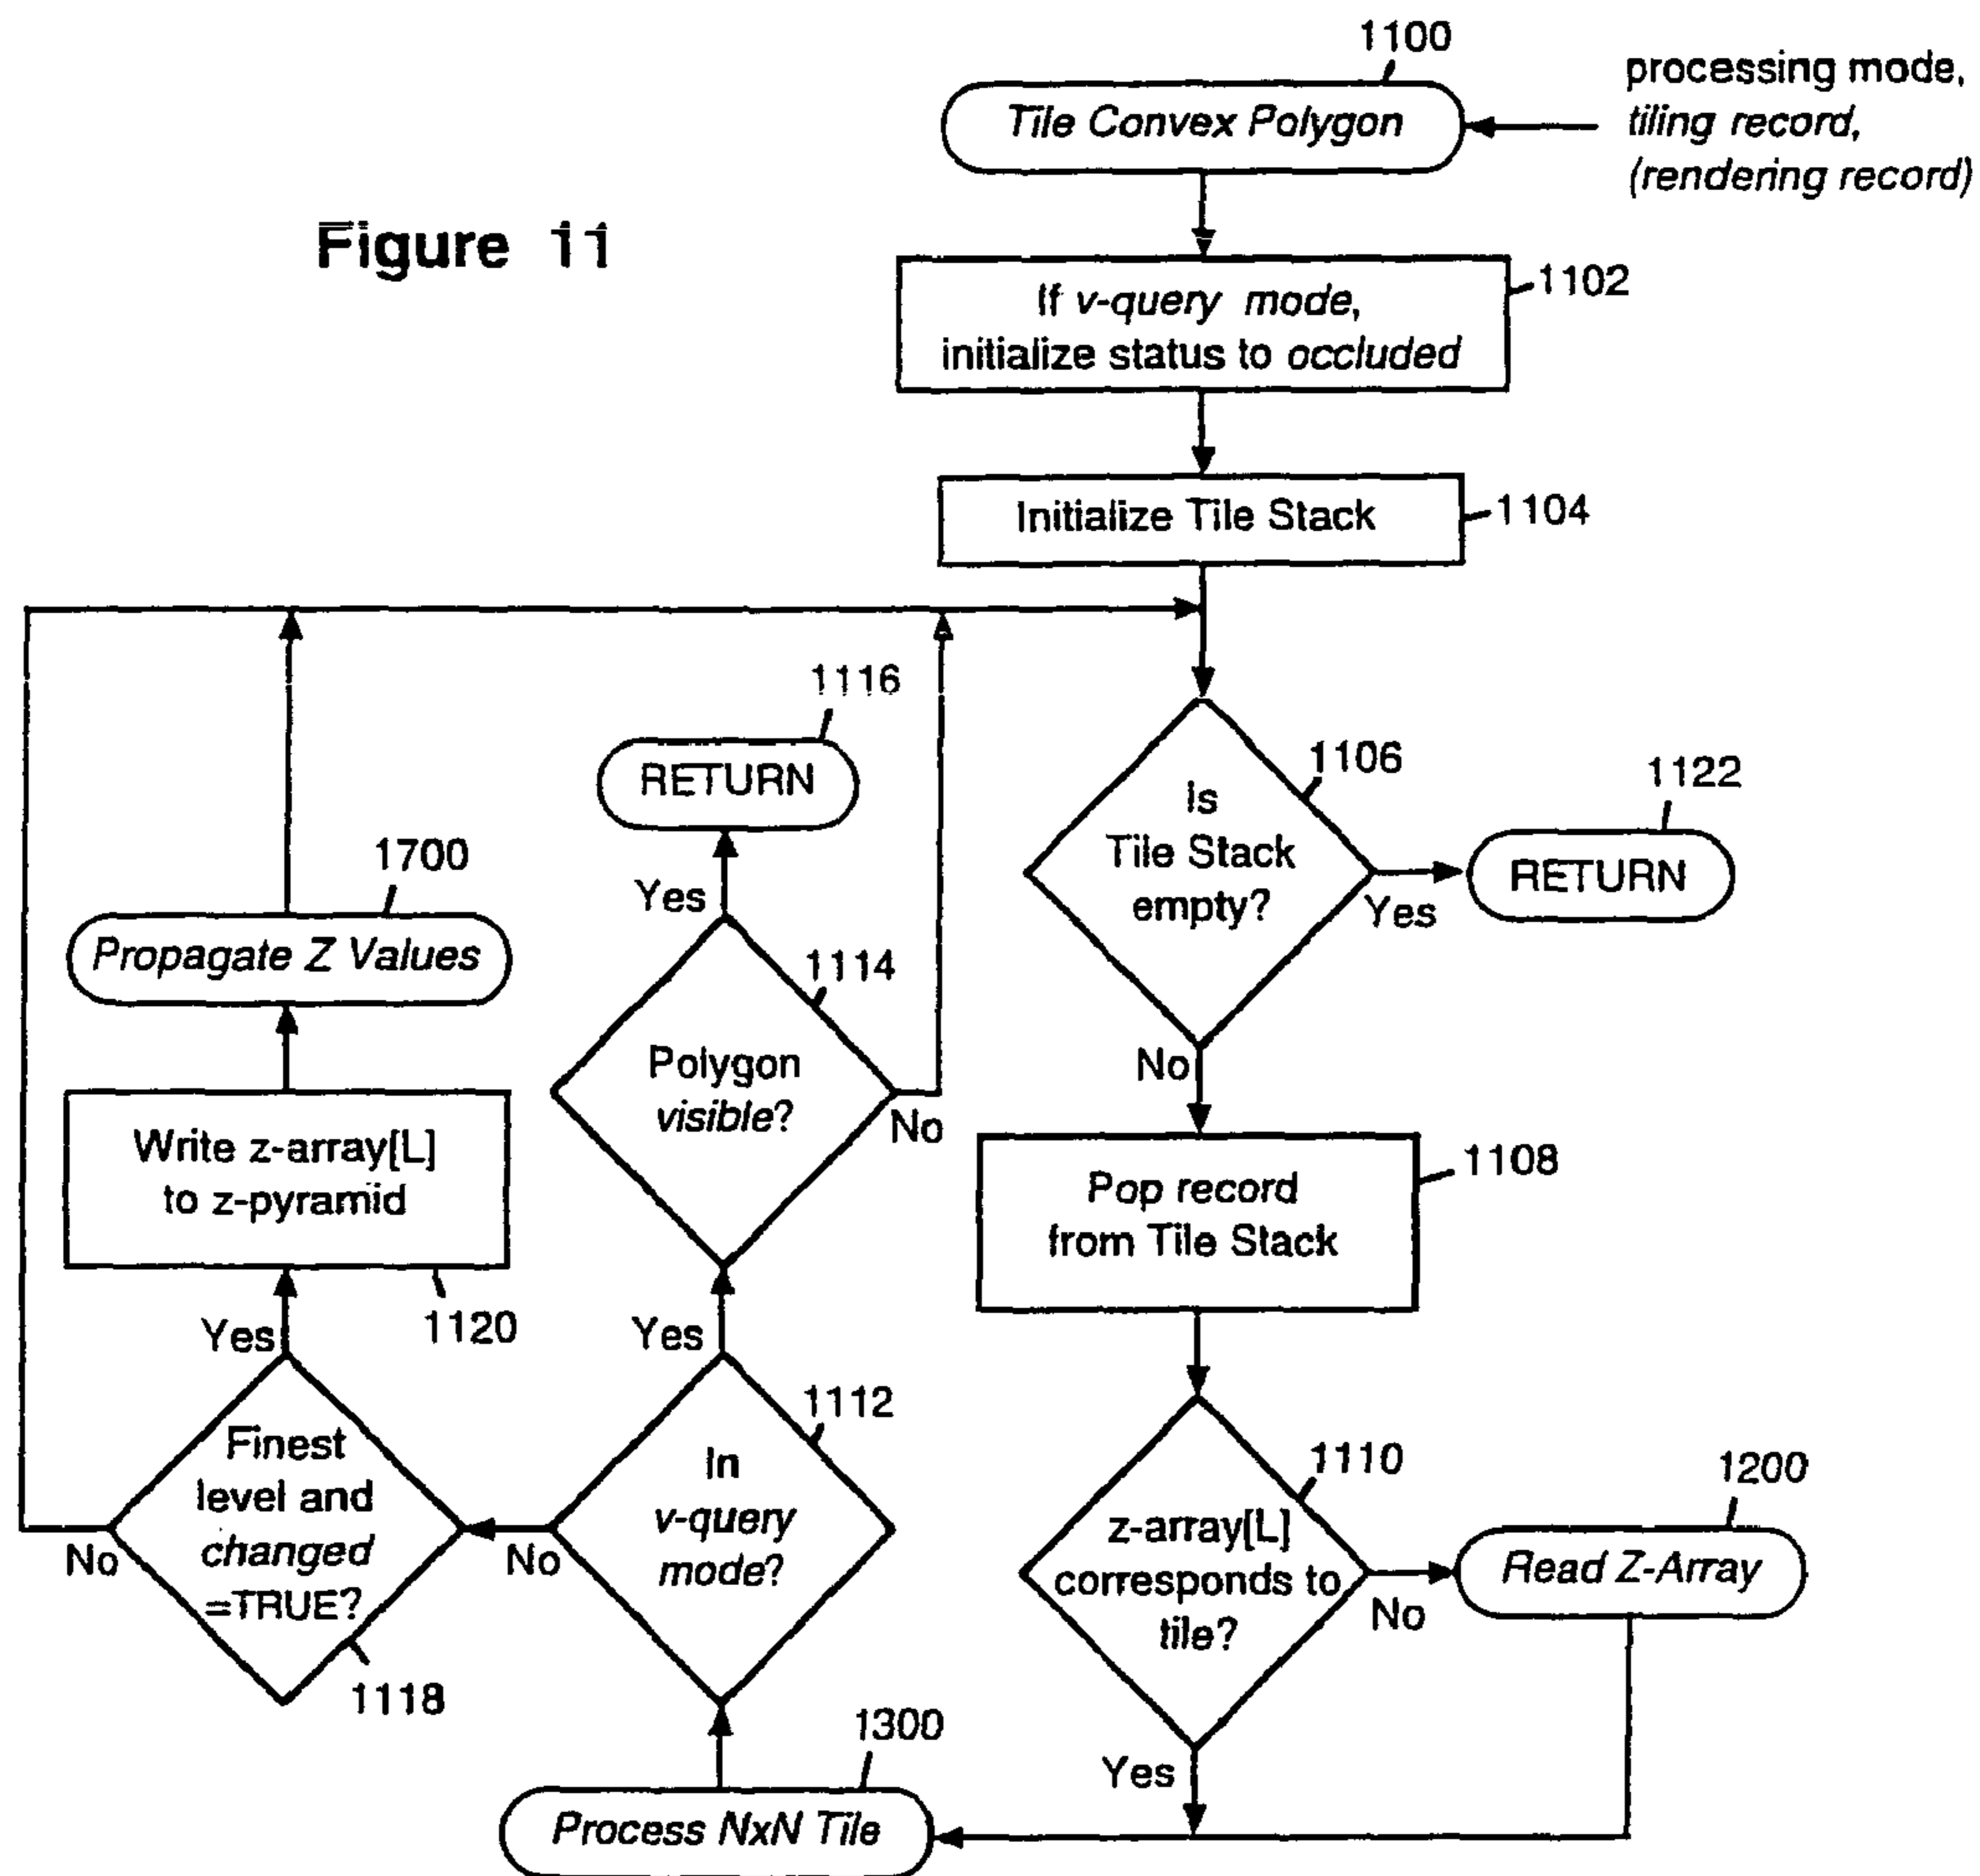 Figure 11
1100
Tile Convex Polygon
processing mode,
tiling record,
(rendering record)
1102
If v-query mode,
initialize status to occluded
Initialize Tile Stack
1104
1106
Is
Tile Stack
empty?
Yes
1122
RETURN
No
1108
Pop record
from Tile Stack
1110
z-array[L]
corresponds to
tile?
No
1200
Read Z-Array
Yes
1300
Process NxN Tile
1112
In
v-query
mode?
Yes
No
1114
Polygon
visible?
Yes
No
1116
RETURN
Finest
level and
changed
=TRUE?
1118
Yes
No
Write z-array[L]
to z-pyramid
1120
1700
Propagate Z Values